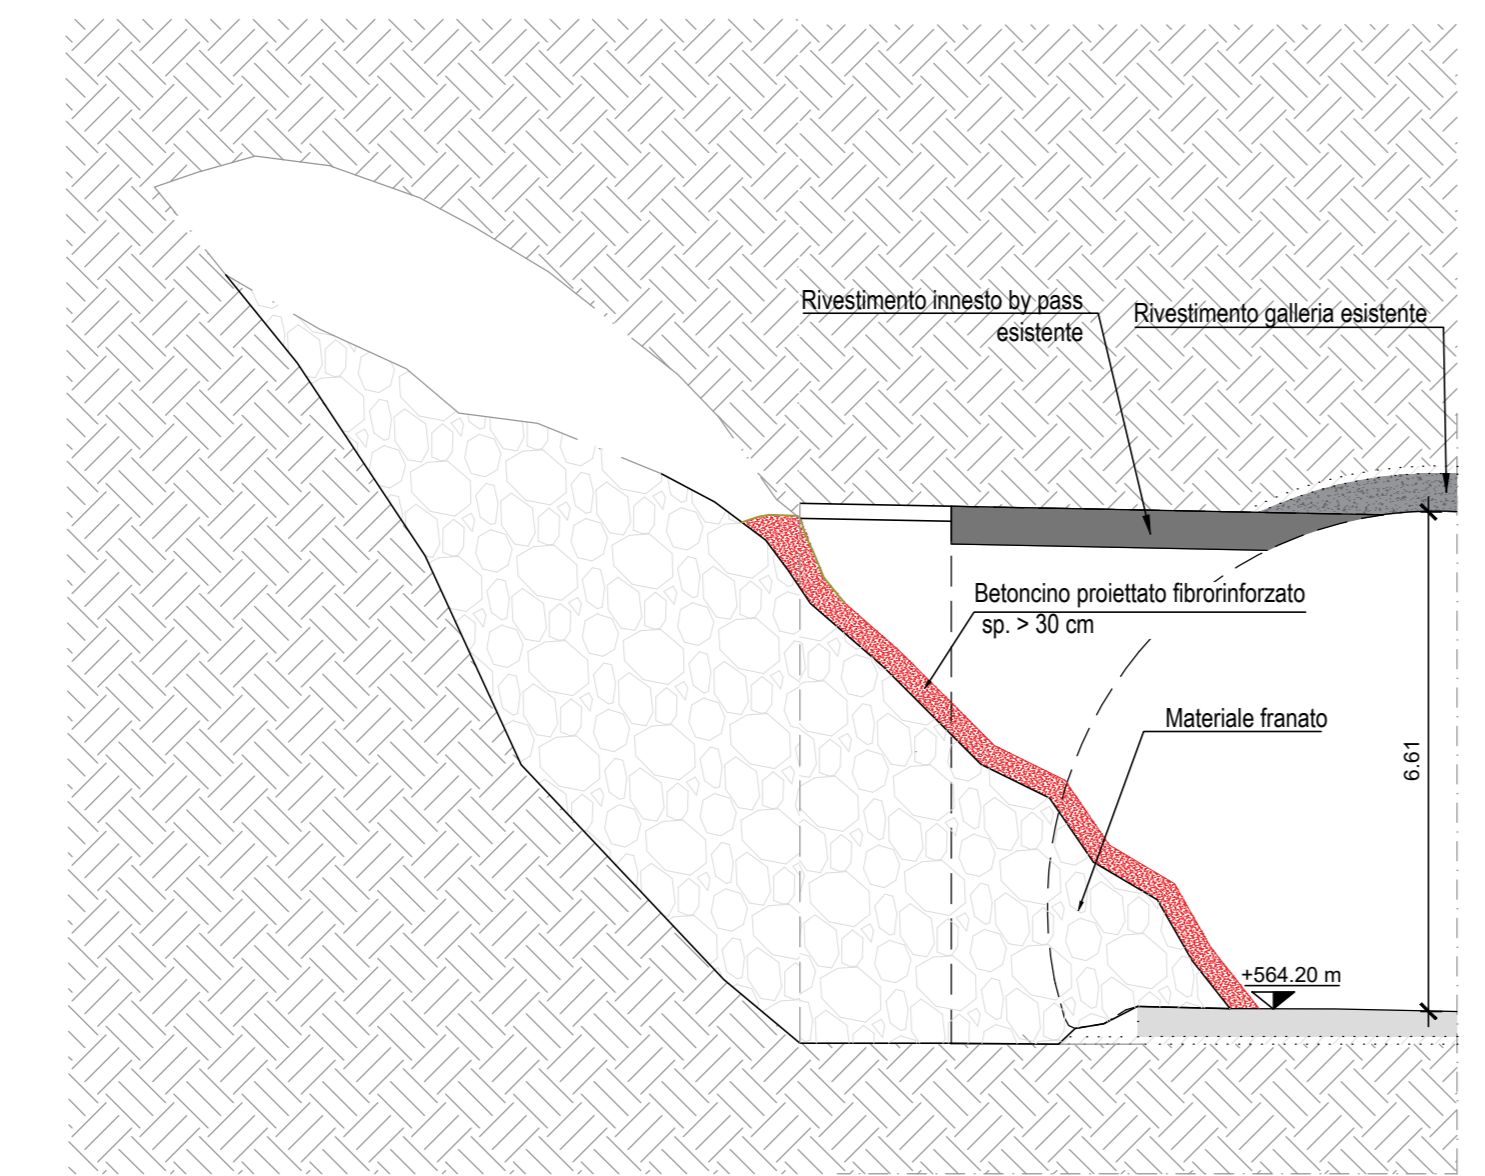 Rivestimento innesto by pass
esistente
Rivestimento galleria esistente
Betoncino proiettato fibrorinforzato
sp. > 30 cm
Materiale franato
6.61
+564.20 m